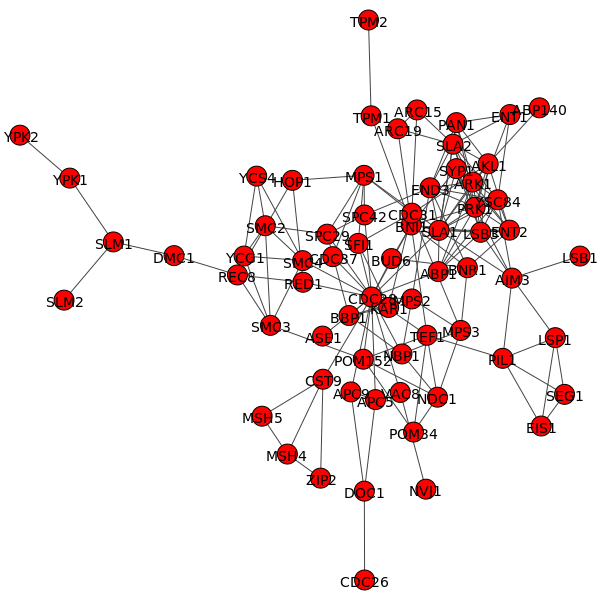 TPM2
TPM1
ARC15
ARC19
PAN1
ENT1
ABP140
YPK2
SLA2
YPK1
YCS4
HOP1
MPS1
END3
SYP1
AKL1
ARK1
PRK1
YSC84
SPC42
CDC31
BNI1
SLA1
LSB3
ENT2
SMC2
SPC29
SFI1
SLM1
DMC1
YCG1
SMC4
CDC37
BUD6
ABP1
BNR1
AIM3
LSB1
REC8
RED1
SLM2
CDC28
KAR1
MPS2
SMC3
BBP1
ASE1
TEF1
MPS3
LSP1
POM152
NBP1
PIL1
CST9
APC9
APC5
VAC8
NDC1
SEG1
MSH5
POM34
EIS1
MSH4
ZIP2
DOC1
NVJ1
CDC26